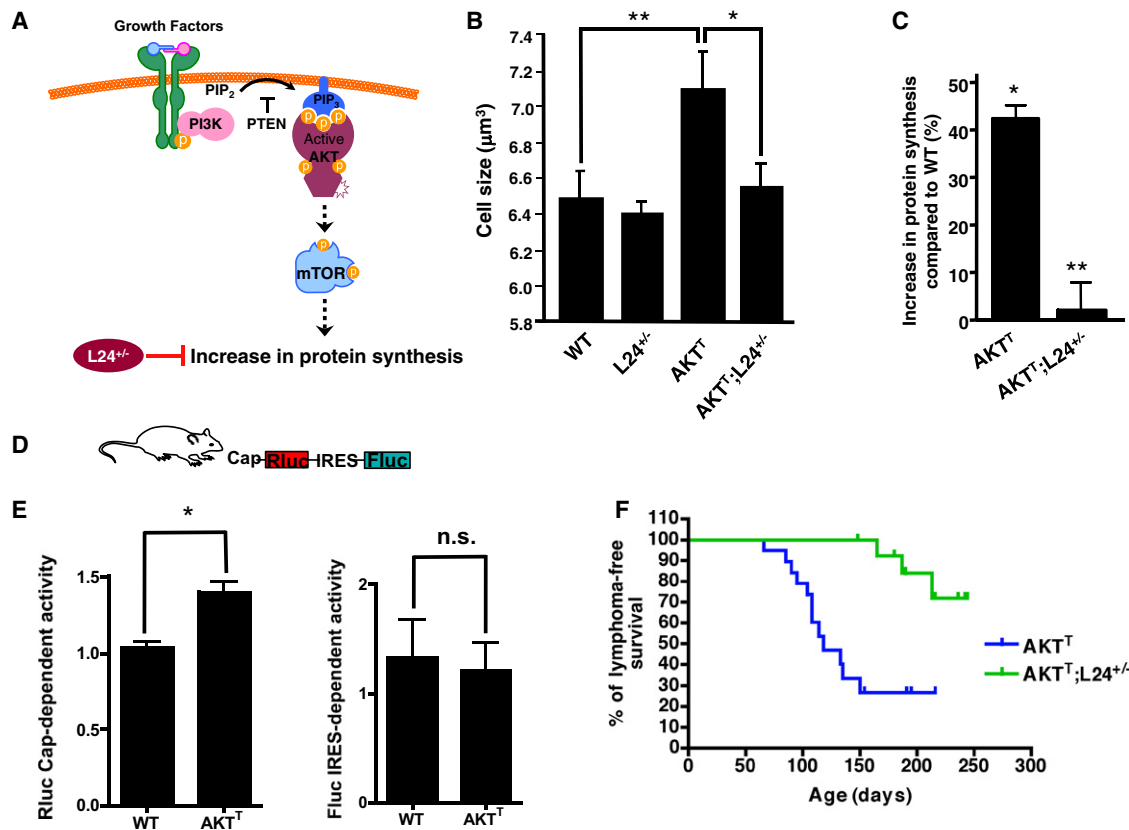 A
Growth Factors
PIP₂
PIP₃
PI3K
PTEN
p
p
p
p
Active
AKT
p
p
p
mTOR
p
L24⁺/⁻
Increase in protein synthesis
B
Cell size (μm³)
7.4
7.2
7.0
6.8
6.6
6.4
6.2
6.0
5.8
**
*
WT
L24⁺/⁻
AKTᵀ
AKTᵀ;L24⁺/⁻
C
Increase in protein synthesis
compared to WT (%)
50
40
30
20
10
0
*
**
AKTᵀ
AKTᵀ;L24⁺/⁻
D
Cap
Rluc
IRES
Fluc
E
Rluc Cap-dependent activity
1.5
1.0
0.5
0.0
*
WT
AKTᵀ
Fluc IRES-dependent activity
2
1
0
n.s.
WT
AKTᵀ
F
% of lymphoma-free
survival
110
100
90
80
70
60
50
40
30
20
10
0
0
50
100
150
200
250
300
Age (days)
AKTᵀ
AKTᵀ;L24⁺/⁻